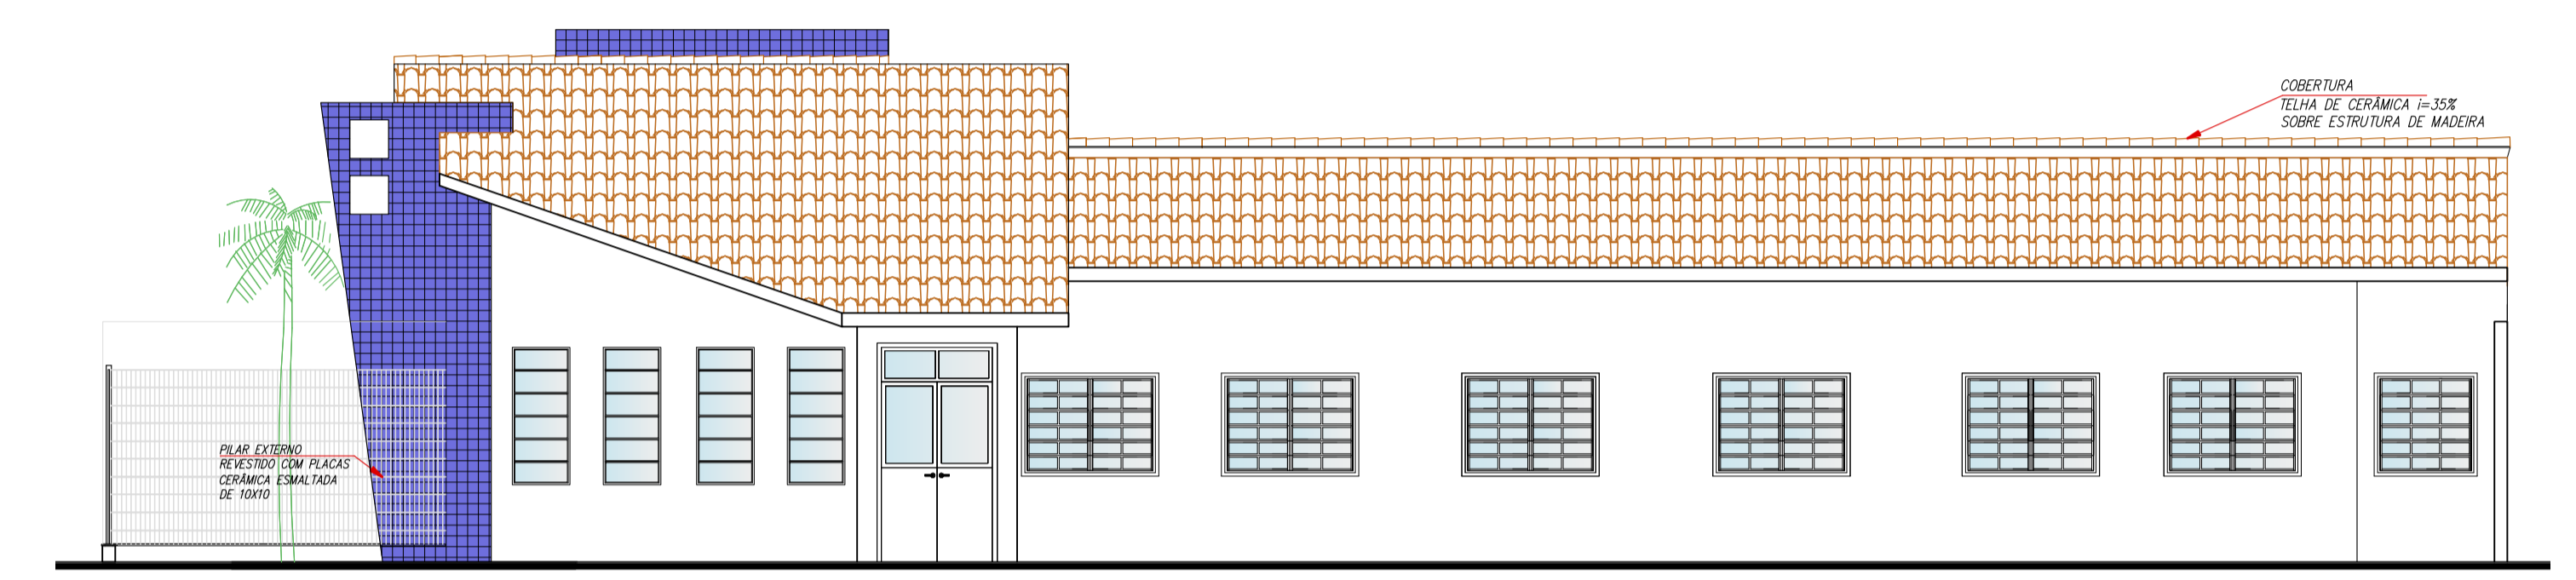 COBERTURA
TELHA DE CERÂMICA i=35%
SOBRE ESTRUTURA DE MADEIRA
PILAR EXTERNO
REVESTIDO COM PLACAS
CERÂMICA ESMALTADA
DE 10X10